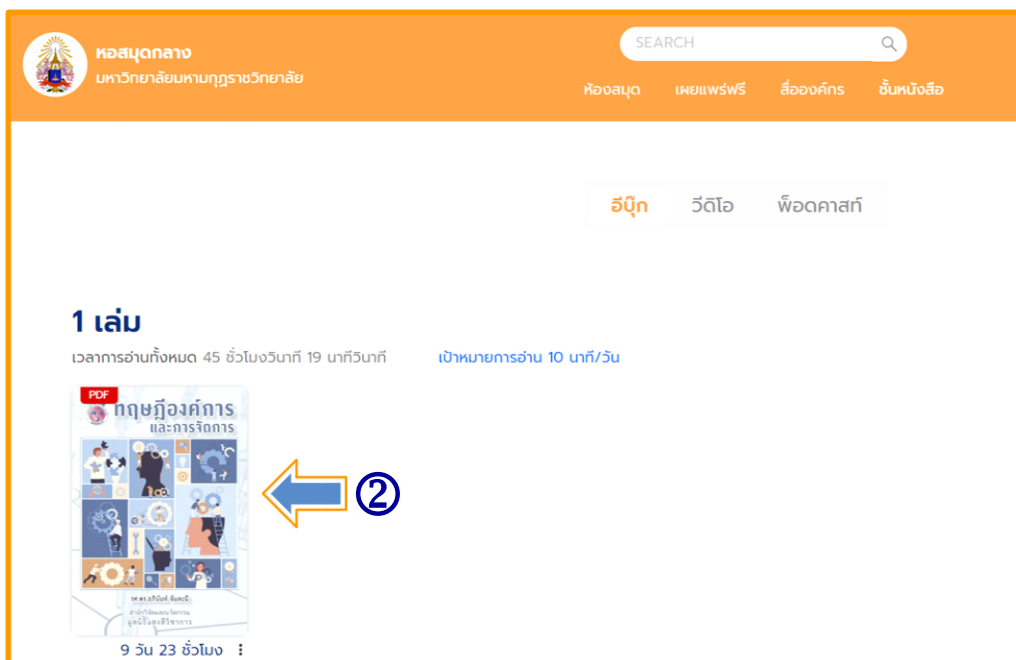 หอสมุดกลาง
มหาวิทยาลัยมหามกุฏราชวิทยาลัย
SEARCH
ห้องสมุด เผยแพร่ฟรี สื่อองค์กร ชั้นหนังสือ
อีบุ๊ก วีดิโอ พ็อดคาสท์
1 เล่ม
เวลาการอ่านทั้งหมด 45 ชั่วโมงวินาที 19 นาทีวินาที เป้าหมายการอ่าน 10 นาที/วัน
PDF
ทฤษฎีองค์การ
และการจัดการ
②
9 วัน 23 ชั่วโมง